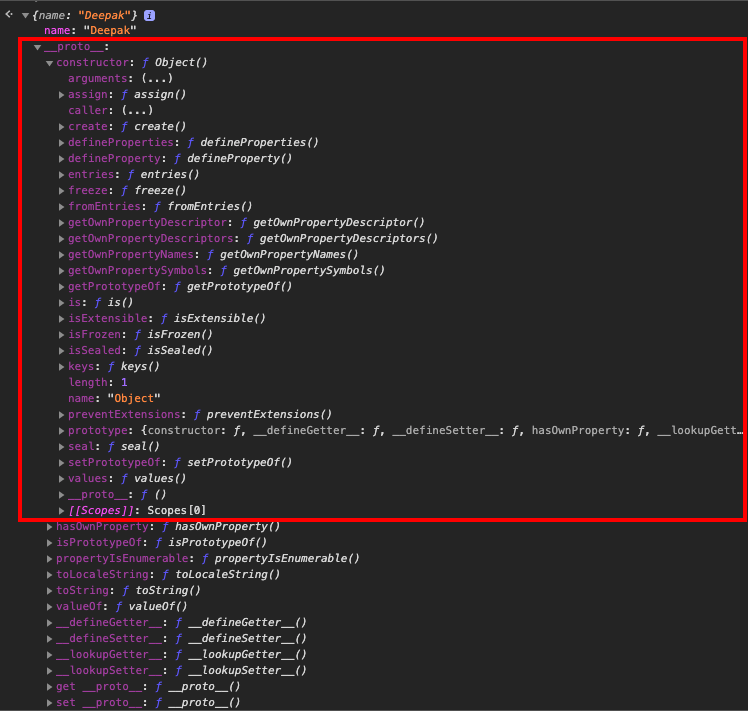 {name: "Deepak"} i
name: "Deepak"
__proto__:
constructor: ƒ Object()
arguments: (...)
assign: ƒ assign()
caller: (...)
create: ƒ create()
defineProperties: ƒ defineProperties()
defineProperty: ƒ defineProperty()
entries: ƒ entries()
freeze: ƒ freeze()
fromEntries: ƒ fromEntries()
getOwnPropertyDescriptor: ƒ getOwnPropertyDescriptor()
getOwnPropertyDescriptors: ƒ getOwnPropertyDescriptors()
getOwnPropertyNames: ƒ getOwnPropertyNames()
getOwnPropertySymbols: ƒ getOwnPropertySymbols()
getPrototypeOf: ƒ getPrototypeOf()
is: ƒ is()
isExtensible: ƒ isExtensible()
isFrozen: ƒ isFrozen()
isSealed: ƒ isSealed()
keys: ƒ keys()
length: 1
name: "Object"
preventExtensions: ƒ preventExtensions()
prototype: {constructor: ƒ, __defineGetter__: ƒ, __defineSetter__: ƒ, hasOwnProperty: ƒ, __lookupGett…
seal: ƒ seal()
setPrototypeOf: ƒ setPrototypeOf()
values: ƒ values()
__proto__: ƒ ()
[[Scopes]]: Scopes[0]
hasOwnProperty: ƒ hasOwnProperty()
isPrototypeOf: ƒ isPrototypeOf()
propertyIsEnumerable: ƒ propertyIsEnumerable()
toLocaleString: ƒ toLocaleString()
toString: ƒ toString()
valueOf: ƒ valueOf()
__defineGetter__: ƒ __defineGetter__()
__defineSetter__: ƒ __defineSetter__()
__lookupGetter__: ƒ __lookupGetter__()
__lookupSetter__: ƒ __lookupSetter__()
get __proto__: ƒ __proto__()
set __proto__: ƒ __proto__()